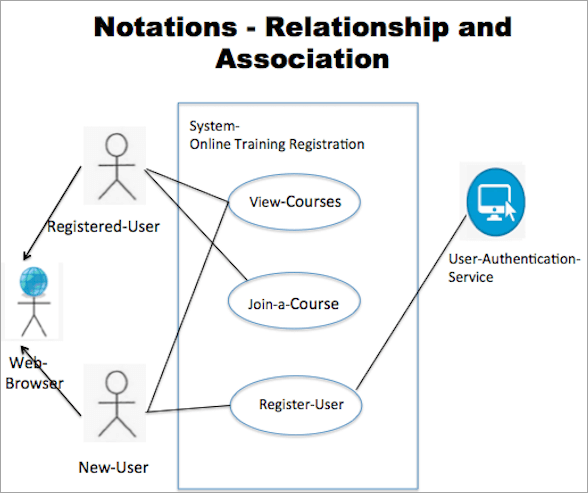 Notations - Relationship and
Association
System-
Online Training Registration
View-Courses
Registered-User
User-Authentication-
Service
Join-a-Course
Web-
Browser
Register-User
New-User